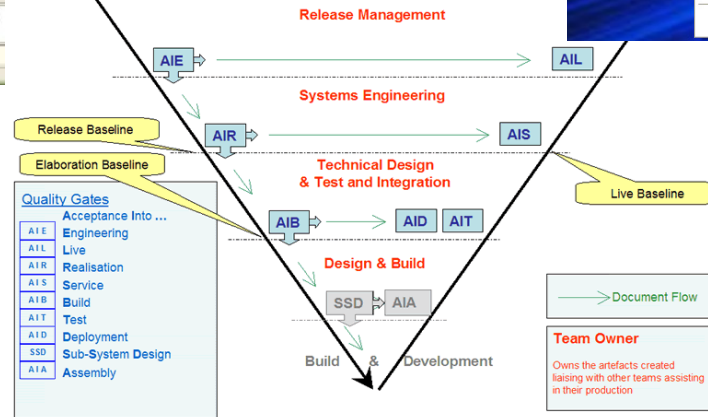 Release Management
AIE
AIL
Systems Engineering
Release Baseline
AIR
AIS
Elaboration Baseline
Technical Design
& Test and Integration
Live Baseline
Quality Gates
Acceptance Into ...
AIE Engineering
AIL Live
AIR Realisation
AIS Service
AIB Build
AIT Test
AID Deployment
SSD Sub-System Design
AIA Assembly
AIB
AID
AIT
Design & Build
SSD
AIA
Build & Development
Document Flow
Team Owner
Owns the artefacts created
liaising with other teams assisting
in their production